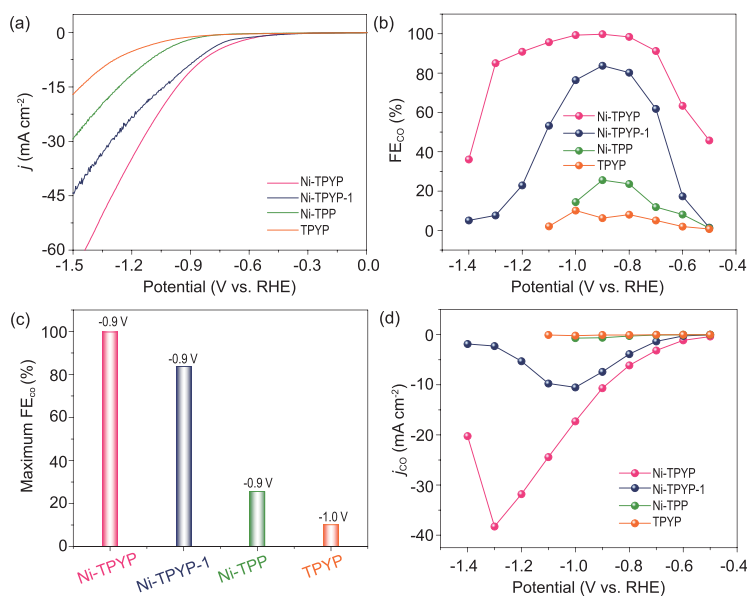 (a)
0
-15
-30
-45
-60
j (mA cm-2)
Ni-TPYP
Ni-TPYP-1
Ni-TPP
TPYP
-1.5 -1.2 -0.9 -0.6 -0.3 0.0
Potential (V vs. RHE)
(b)
100
80
60
40
20
0
FECO (%)
Ni-TPYP
Ni-TPYP-1
Ni-TPP
TPYP
-1.4 -1.2 -1.0 -0.8 -0.6 -0.4
Potential (V vs. RHE)
(c)
100
80
60
40
20
0
Maximum FEco (%)
-0.9 V
-0.9 V
-0.9 V
-1.0 V
Ni-TPYP
Ni-TPYP-1
Ni-TPP
TPYP
(d)
0
-10
-20
-30
-40
jCO (mA cm-2)
Ni-TPYP
Ni-TPYP-1
Ni-TPP
TPYP
-1.4 -1.2 -1.0 -0.8 -0.6 -0.4
Potential (V vs. RHE)